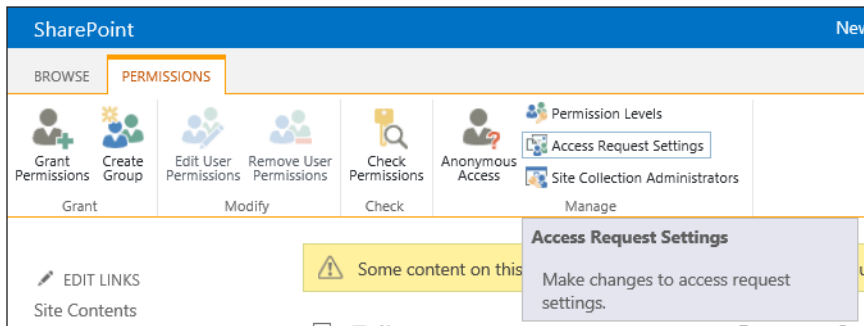 SharePoint
BROWSE PERMISSIONS
Grant Permissions
Create Group
Edit User Permissions
Remove User Permissions
Check Permissions
Anonymous Access
Permission Levels
Access Request Settings
Site Collection Administrators
Grant Modify Check Manage
Access Request Settings
Make changes to access request
settings.
Some content on this
EDIT LINKS
Site Contents